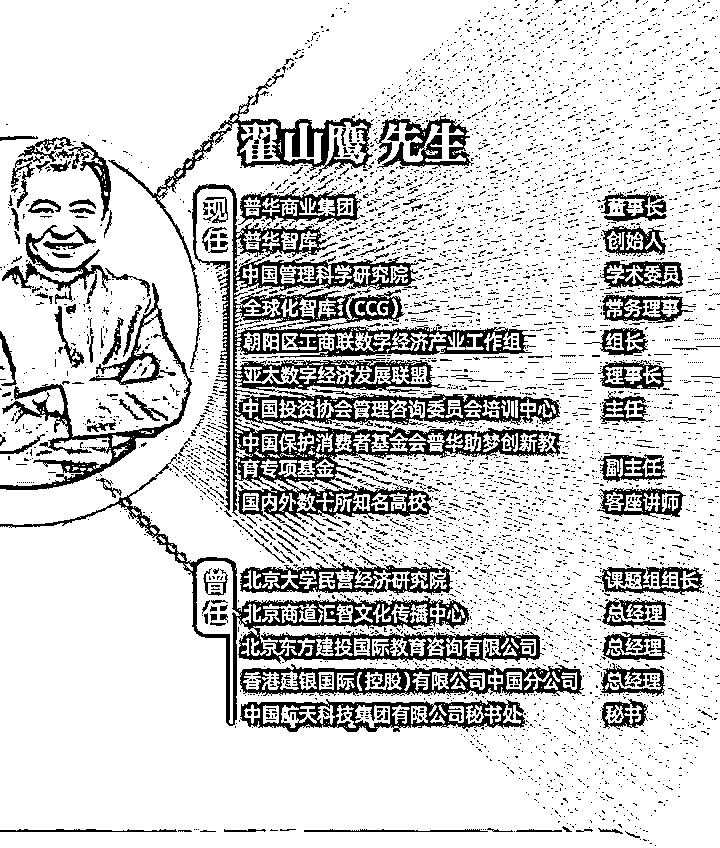 翟山鹰 先生
现任
普华商业集团 董事长
普华智库 创始人
中国管理科学研究院 学术委员
全球化智库(CCG) 常务理事
朝阳区工商联数字经济产业工作组 组长
亚太数字经济发展联盟 理事长
中国投资协会管理咨询委员会培训中心 主任
中国保护消费者基金会普华助梦创新教
育专项基金 副主任
国内外数十所知名高校 客座讲师
曾任
北京大学民营经济研究院 课题组组长
北京商道汇智文化传播中心 总经理
北京东方建投国际教育咨询有限公司 总经理
香港建银国际(控股)有限公司中国分公司 总经理
中国航天科技集团有限公司秘书处 秘书